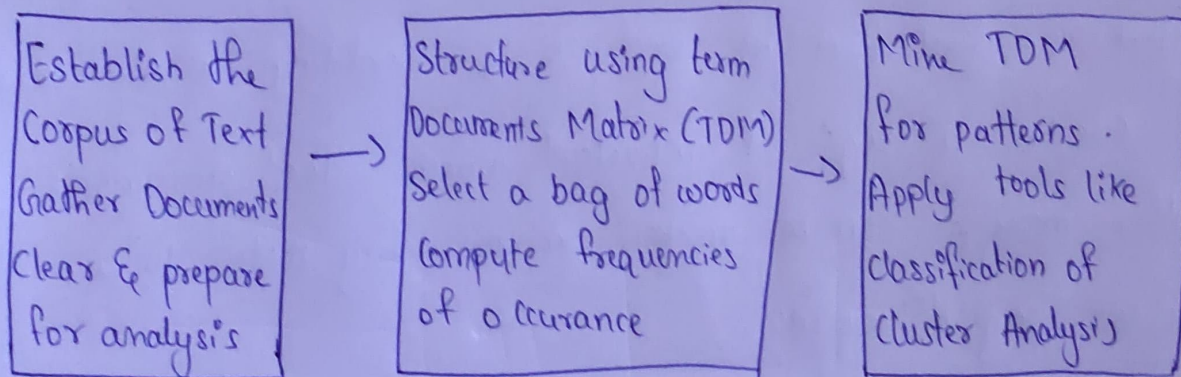 Establish the
Corpus of Text
Gather Documents
Clear & prepare
for analysis
Structure using term
Documents Matrix (TDM)
Select a bag of words
Compute frequencies
of occurance
Mine TDM
for patterns.
Apply tools like
classification of
cluster Analysis